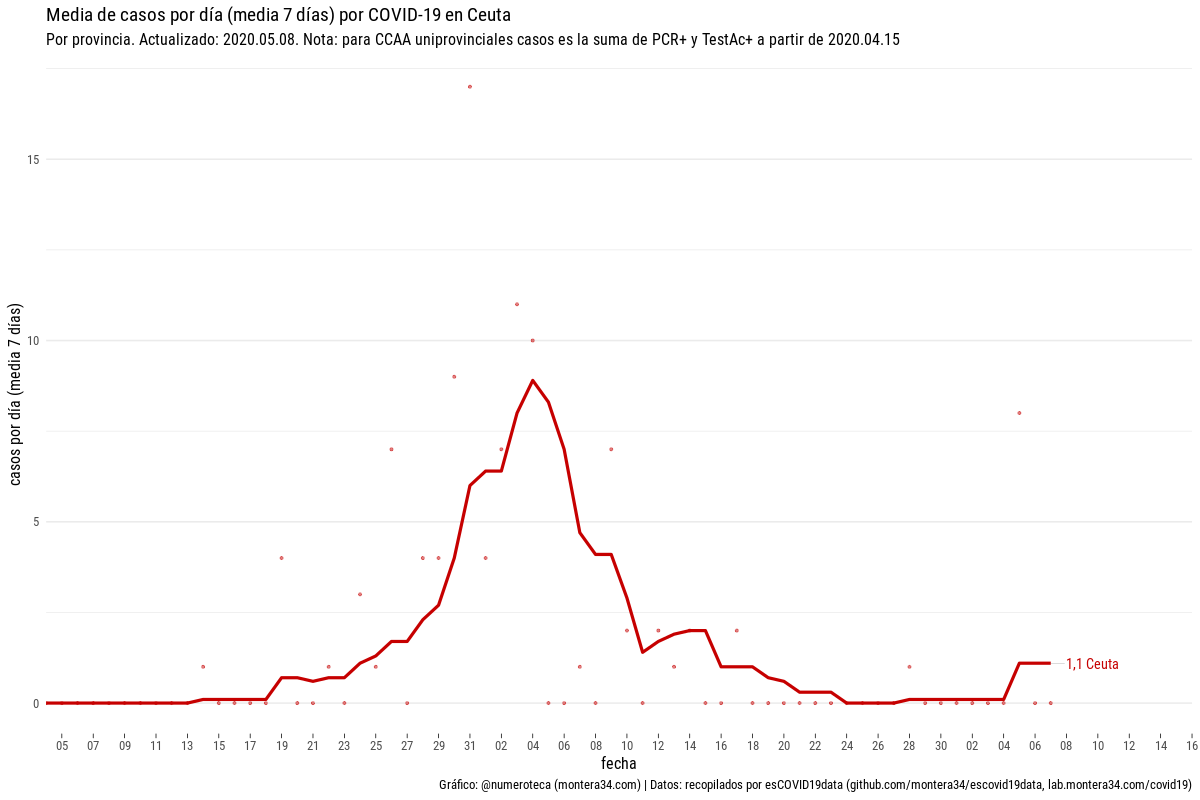 Media de casos por día (media 7 días) por COVID-19 en Ceuta
Por provincia. Actualizado: 2020.05.08. Nota: para CCAA uniprovinciales casos es la suma de PCR+ y TestAc+ a partir de 2020.04.15
casos por día (media 7 días)
15
10
5
0
1,1 Ceuta
05 07 09 11 13 15 17 19 21 23 25 27 29 31 02 04 06 08 10 12 14 16 18 20 22 24 26 28 30 02 04 06 08 10 12 14 16
fecha
Gráfico: @numeroteca (montera34.com) | Datos: recopilados por esCOVID19data (github.com/montera34/escovid19data, lab.montera34.com/covid19)